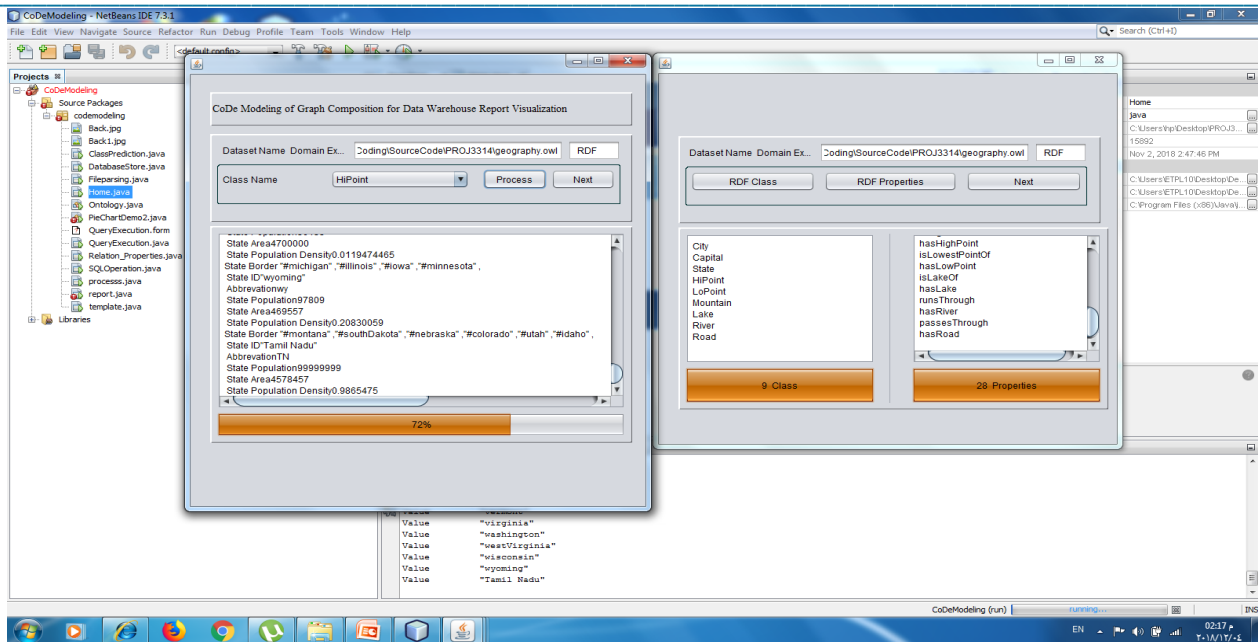 CoDeModeling - NetBeans IDE 7.3.1
File Edit View Navigate Source Refactor Run Debug Profile Team Tools Window Help
Search (Ctrl+I)
<default config>
Projects
CoDeModeling
Source Packages
codemodeling
Back.jpg
Back1.jpg
ClassPrediction.java
DatabaseStore.java
Fileparsing.java
Home.java
Ontology.java
PieChartDemo2.java
QueryExecution.form
QueryExecution.java
Relation_Properties.java
SQLOperation.java
processs.java
report.java
template.java
Libraries
CoDe Modeling of Graph Composition for Data Warehouse Report Visualization
Dataset Name Domain Ex... Coding\SourceCode\PROJ3314\geography.owl RDF
Class Name HiPoint Process Next
State Area4700000
State Population Density0.0119474465
State Border "#michigan" ,"#illinois" ,"#iowa" ,"#minnesota" ,
State ID"wyoming"
Abbrevationwy
State Population97809
State Area469557
State Population Density0.20830059
State Border "#montana" ,"#southDakota" ,"#nebraska" ,"#colorado" ,"#utah" ,"#idaho" ,
State ID"Tamil Nadu"
AbbrevationTN
State Population99999999
State Area4578457
State Population Density0.9865475
72%
Dataset Name Domain Ex... Coding\SourceCode\PROJ3314\geography.owl RDF
RDF Class RDF Properties Next
City
Capital
State
HiPoint
LoPoint
Mountain
Lake
River
Road
hasHighPoint
isLowestPointOf
hasLowPoint
isLakeOf
hasLake
runsThrough
hasRiver
passesThrough
hasRoad
9 Class
28 Properties
Home
java
C:\Users\hp\Desktop\PROJ3...
15892
Nov 2, 2018 2:47:46 PM
C:\Users\ETPL10\Desktop\De...
C:\Users\ETPL10\Desktop\De...
C:\Program Files (x86)\Java\j...
Value "virginia"
Value "washington"
Value "westVirginia"
Value "wisconsin"
Value "wyoming"
Value "Tamil Nadu"
CoDeModeling (run) running... INS
EN 02:17 م
٢٠١٨/١٢/٠٤